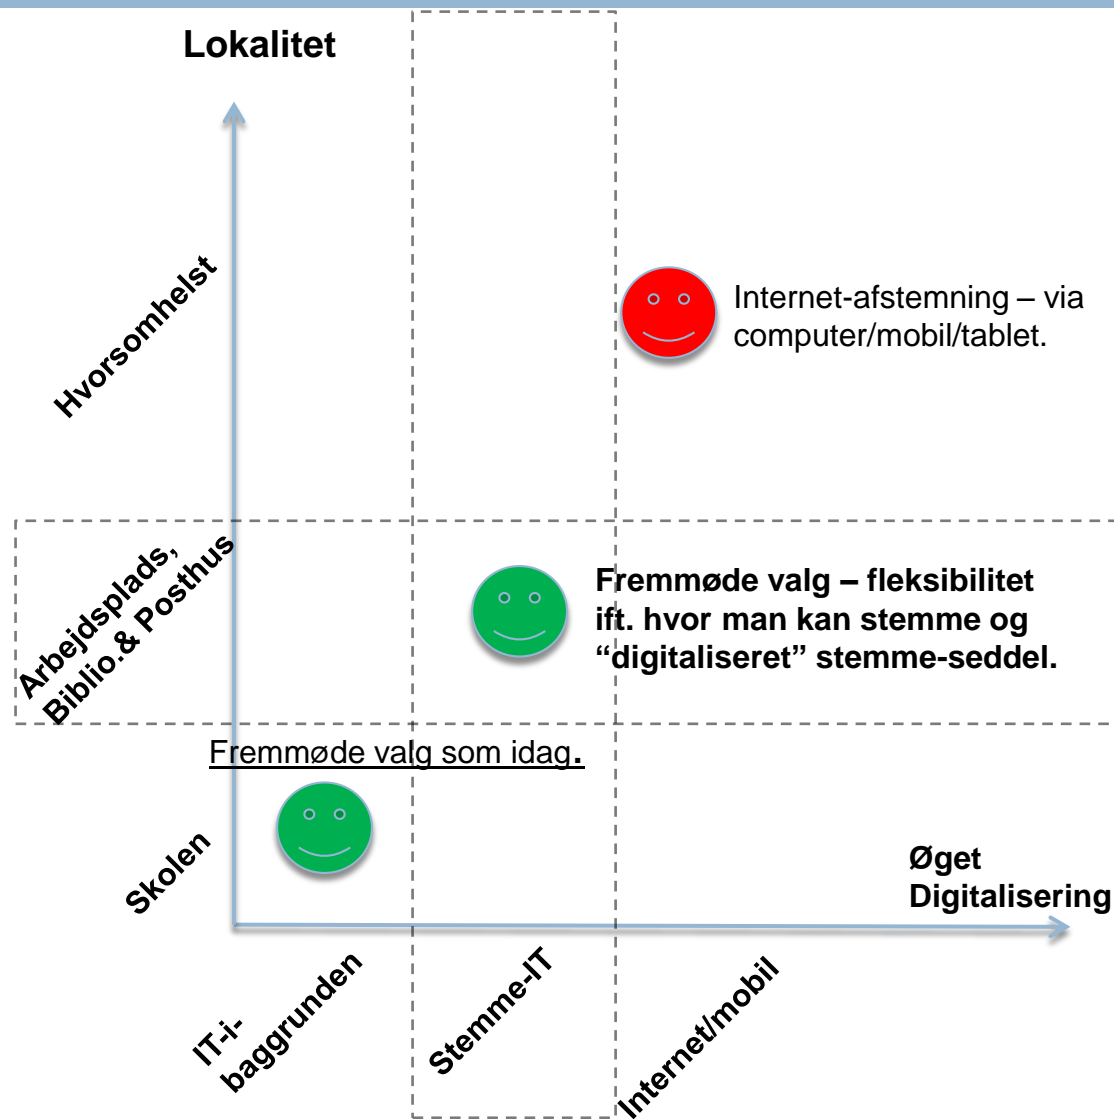 Lokalitet
Hvorsomhelst
Internet-afstemning – via
computer/mobil/tablet.
Arbejdsplads,
Biblio.& Posthus
Fremmøde valg – fleksibilitet
ift. hvor man kan stemme og
“digitaliseret” stemme-seddel.
Fremmøde valg som idag.
Skolen
Øget
Digitalisering
IT-i-
baggrunden
Stemme-IT
Internet/mobil